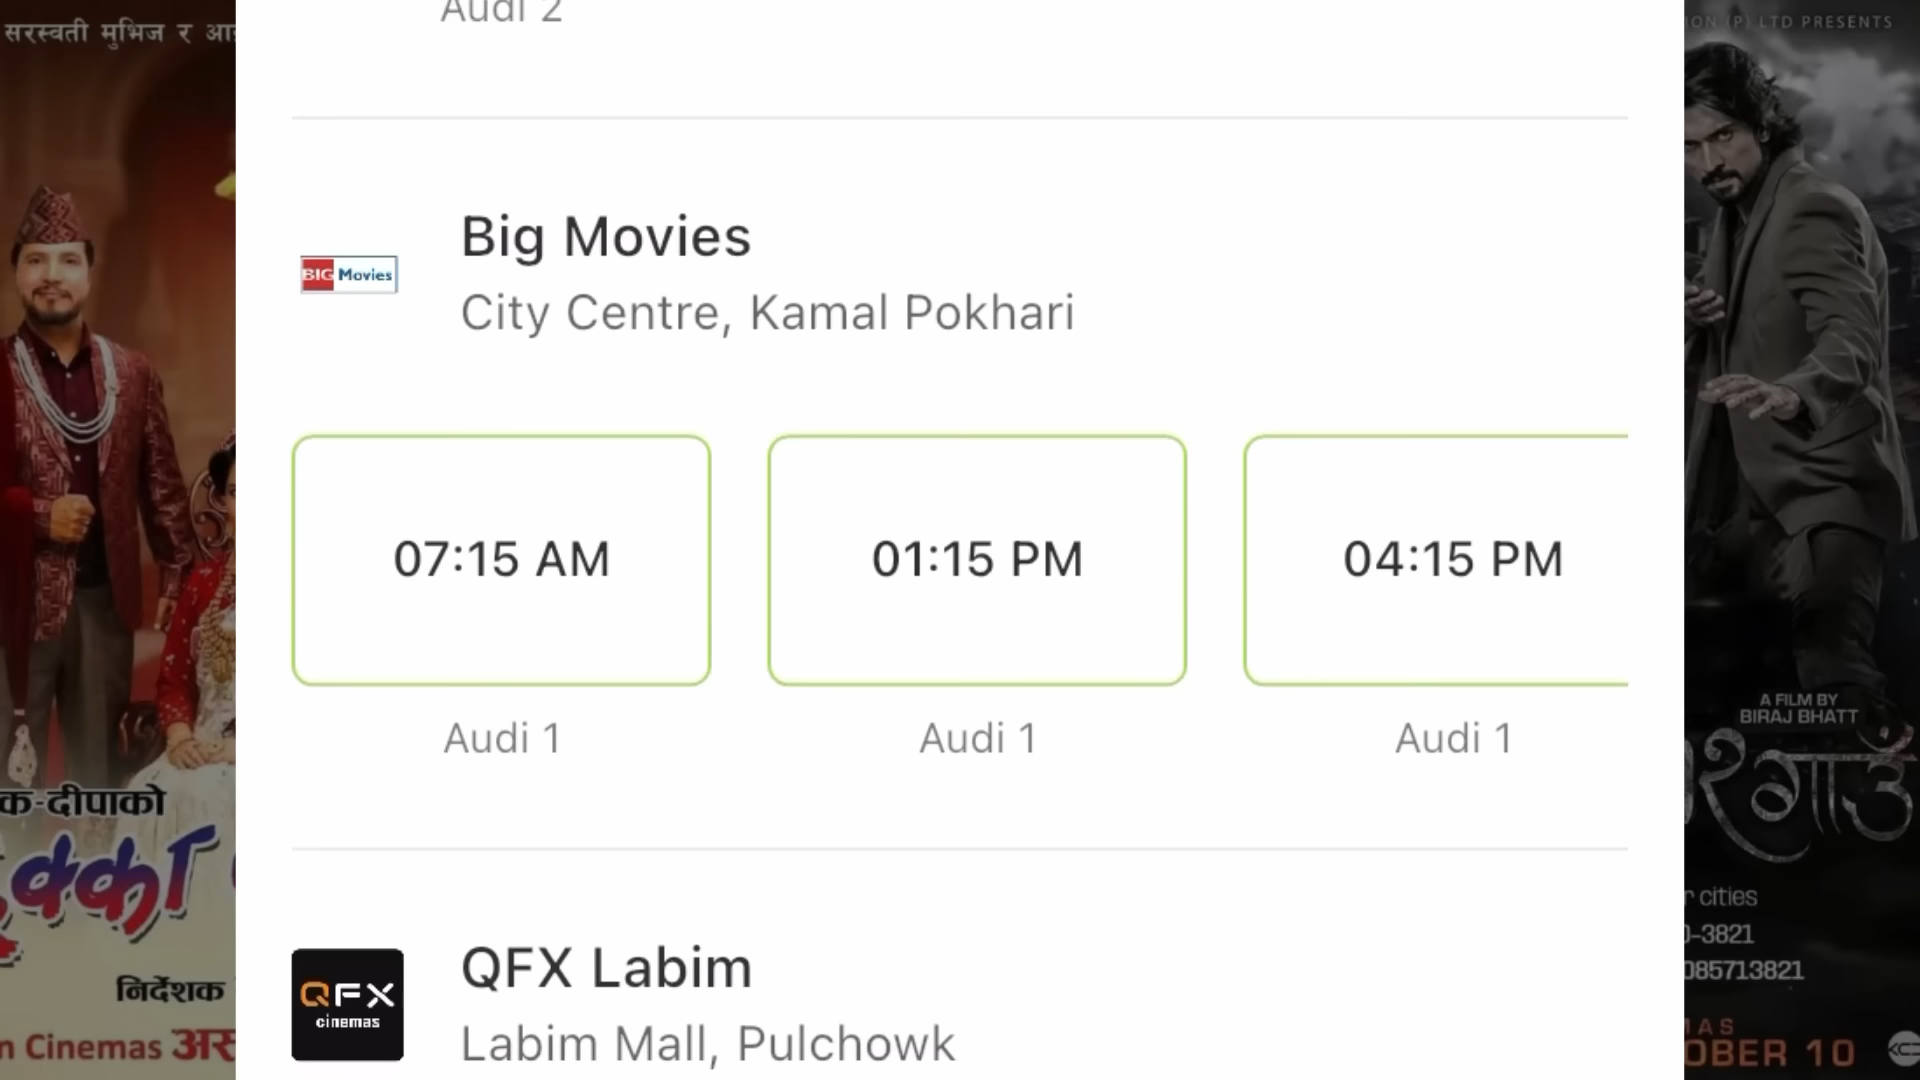 Audi 2
सरस्वती मुभिज र
PRESENTS
(P) LTD
Big Movies
BIG Movies
City Centre, Kamal Pokhari
07:15 AM
01:15 PM
04:15 PM
Audi 1
Audi 1
Audi 1
A FILM BY
BIRAJ BHATT
क-दीपाको
cities
-3821
085713821
निर्देशक
QFX Labim
QFX
cinemas
Labim Mall, Pulchowk
Cinemas
OBER 10